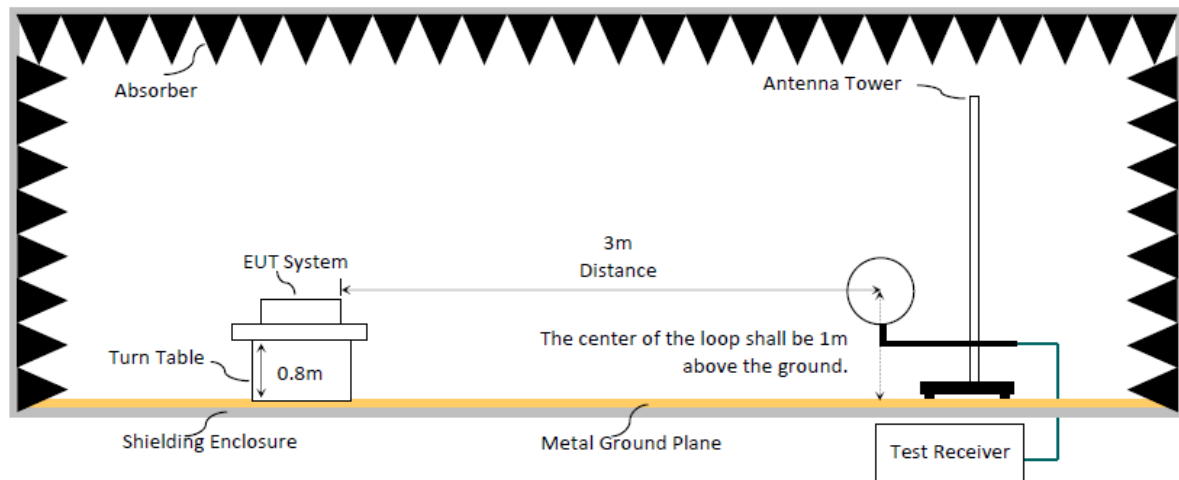 Absorber
Antenna Tower
3m
Distance
EUT System
The center of the loop shall be 1m
above the ground.
Turn Table
0.8m
Shielding Enclosure
Metal Ground Plane
Test Receiver